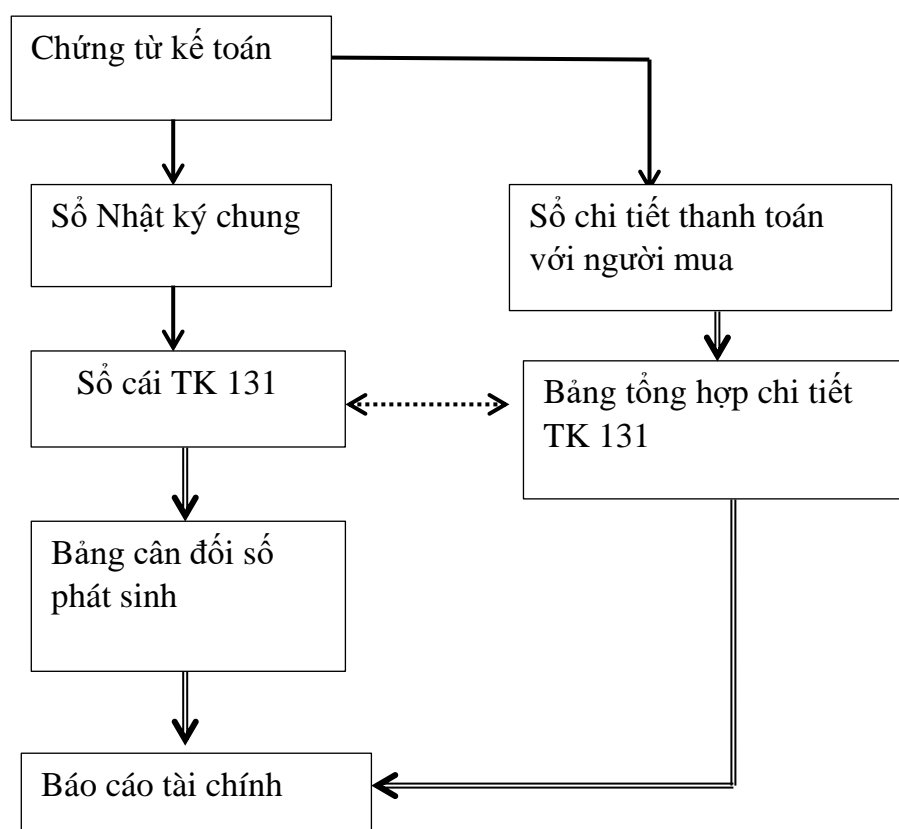 Chứng từ kế toán
Sổ Nhật ký chung
Sổ chi tiết thanh toán
với người mua
Sổ cái TK 131
Bảng tổng hợp chi tiết
TK 131
Bảng cân đối số
phát sinh
Báo cáo tài chính